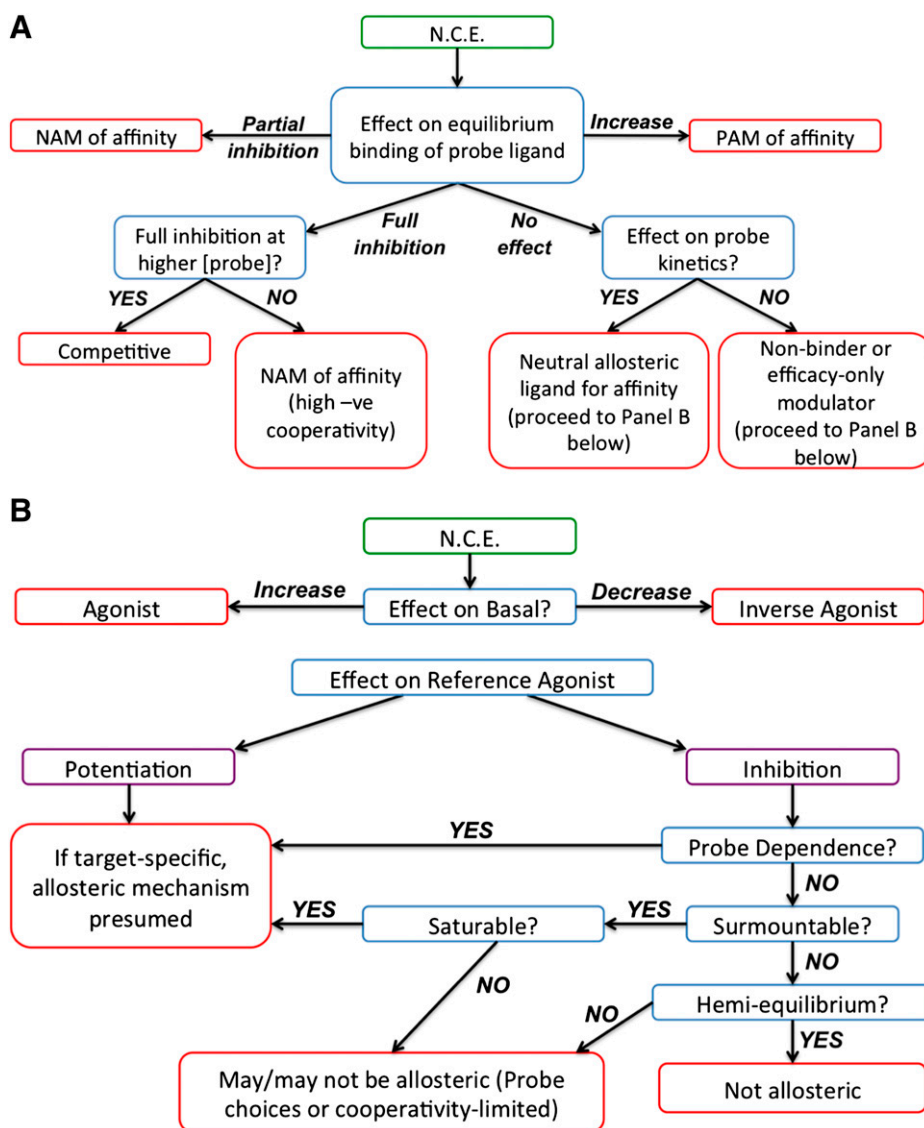 A
N.C.E.
NAM of affinity
Partial
inhibition
Effect on equilibrium
binding of probe ligand
Increase
PAM of affinity
Full
inhibition
No
effect
Full inhibition at
higher [probe]?
Effect on probe
kinetics?
YES
NO
YES
NO
Competitive
NAM of affinity
(high –ve
cooperativity)
Neutral allosteric
ligand for affinity
(proceed to Panel B
below)
Non-binder or
efficacy-only
modulator
(proceed to Panel B
below)
B
N.C.E.
Agonist
Increase
Effect on Basal?
Decrease
Inverse Agonist
Effect on Reference Agonist
Potentiation
Inhibition
If target-specific,
allosteric mechanism
presumed
YES
Probe Dependence?
NO
YES
Saturable?
YES
Surmountable?
NO
NO
Hemi-equilibrium?
NO
YES
May/may not be allosteric (Probe
choices or cooperativity-limited)
Not allosteric